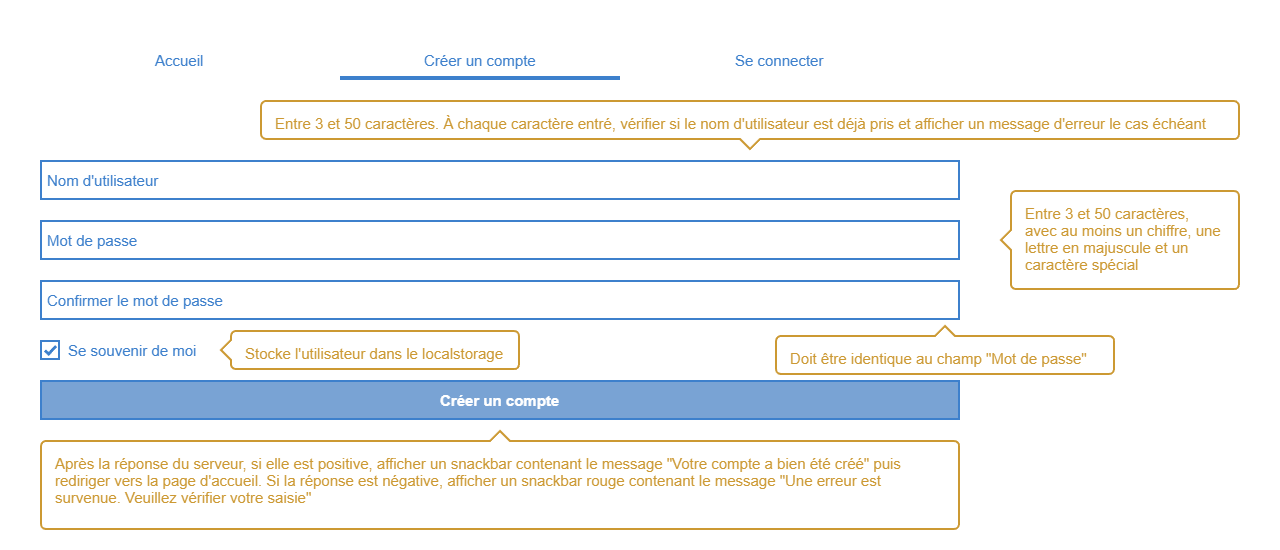 Accueil
Créer un compte
Se connecter
Entre 3 et 50 caractères. À chaque caractère entré, vérifier si le nom d'utilisateur est déjà pris et afficher un message d'erreur le cas échéant
Nom d'utilisateur
Mot de passe
Entre 3 et 50 caractères,
avec au moins un chiffre, une
lettre en majuscule et un
caractère spécial
Confirmer le mot de passe
Se souvenir de moi
Stocke l'utilisateur dans le localstorage
Doit être identique au champ "Mot de passe"
Créer un compte
Après la réponse du serveur, si elle est positive, afficher un snackbar contenant le message "Votre compte a bien été créé" puis
rediriger vers la page d'accueil. Si la réponse est négative, afficher un snackbar rouge contenant le message "Une erreur est
survenue. Veuillez vérifier votre saisie"